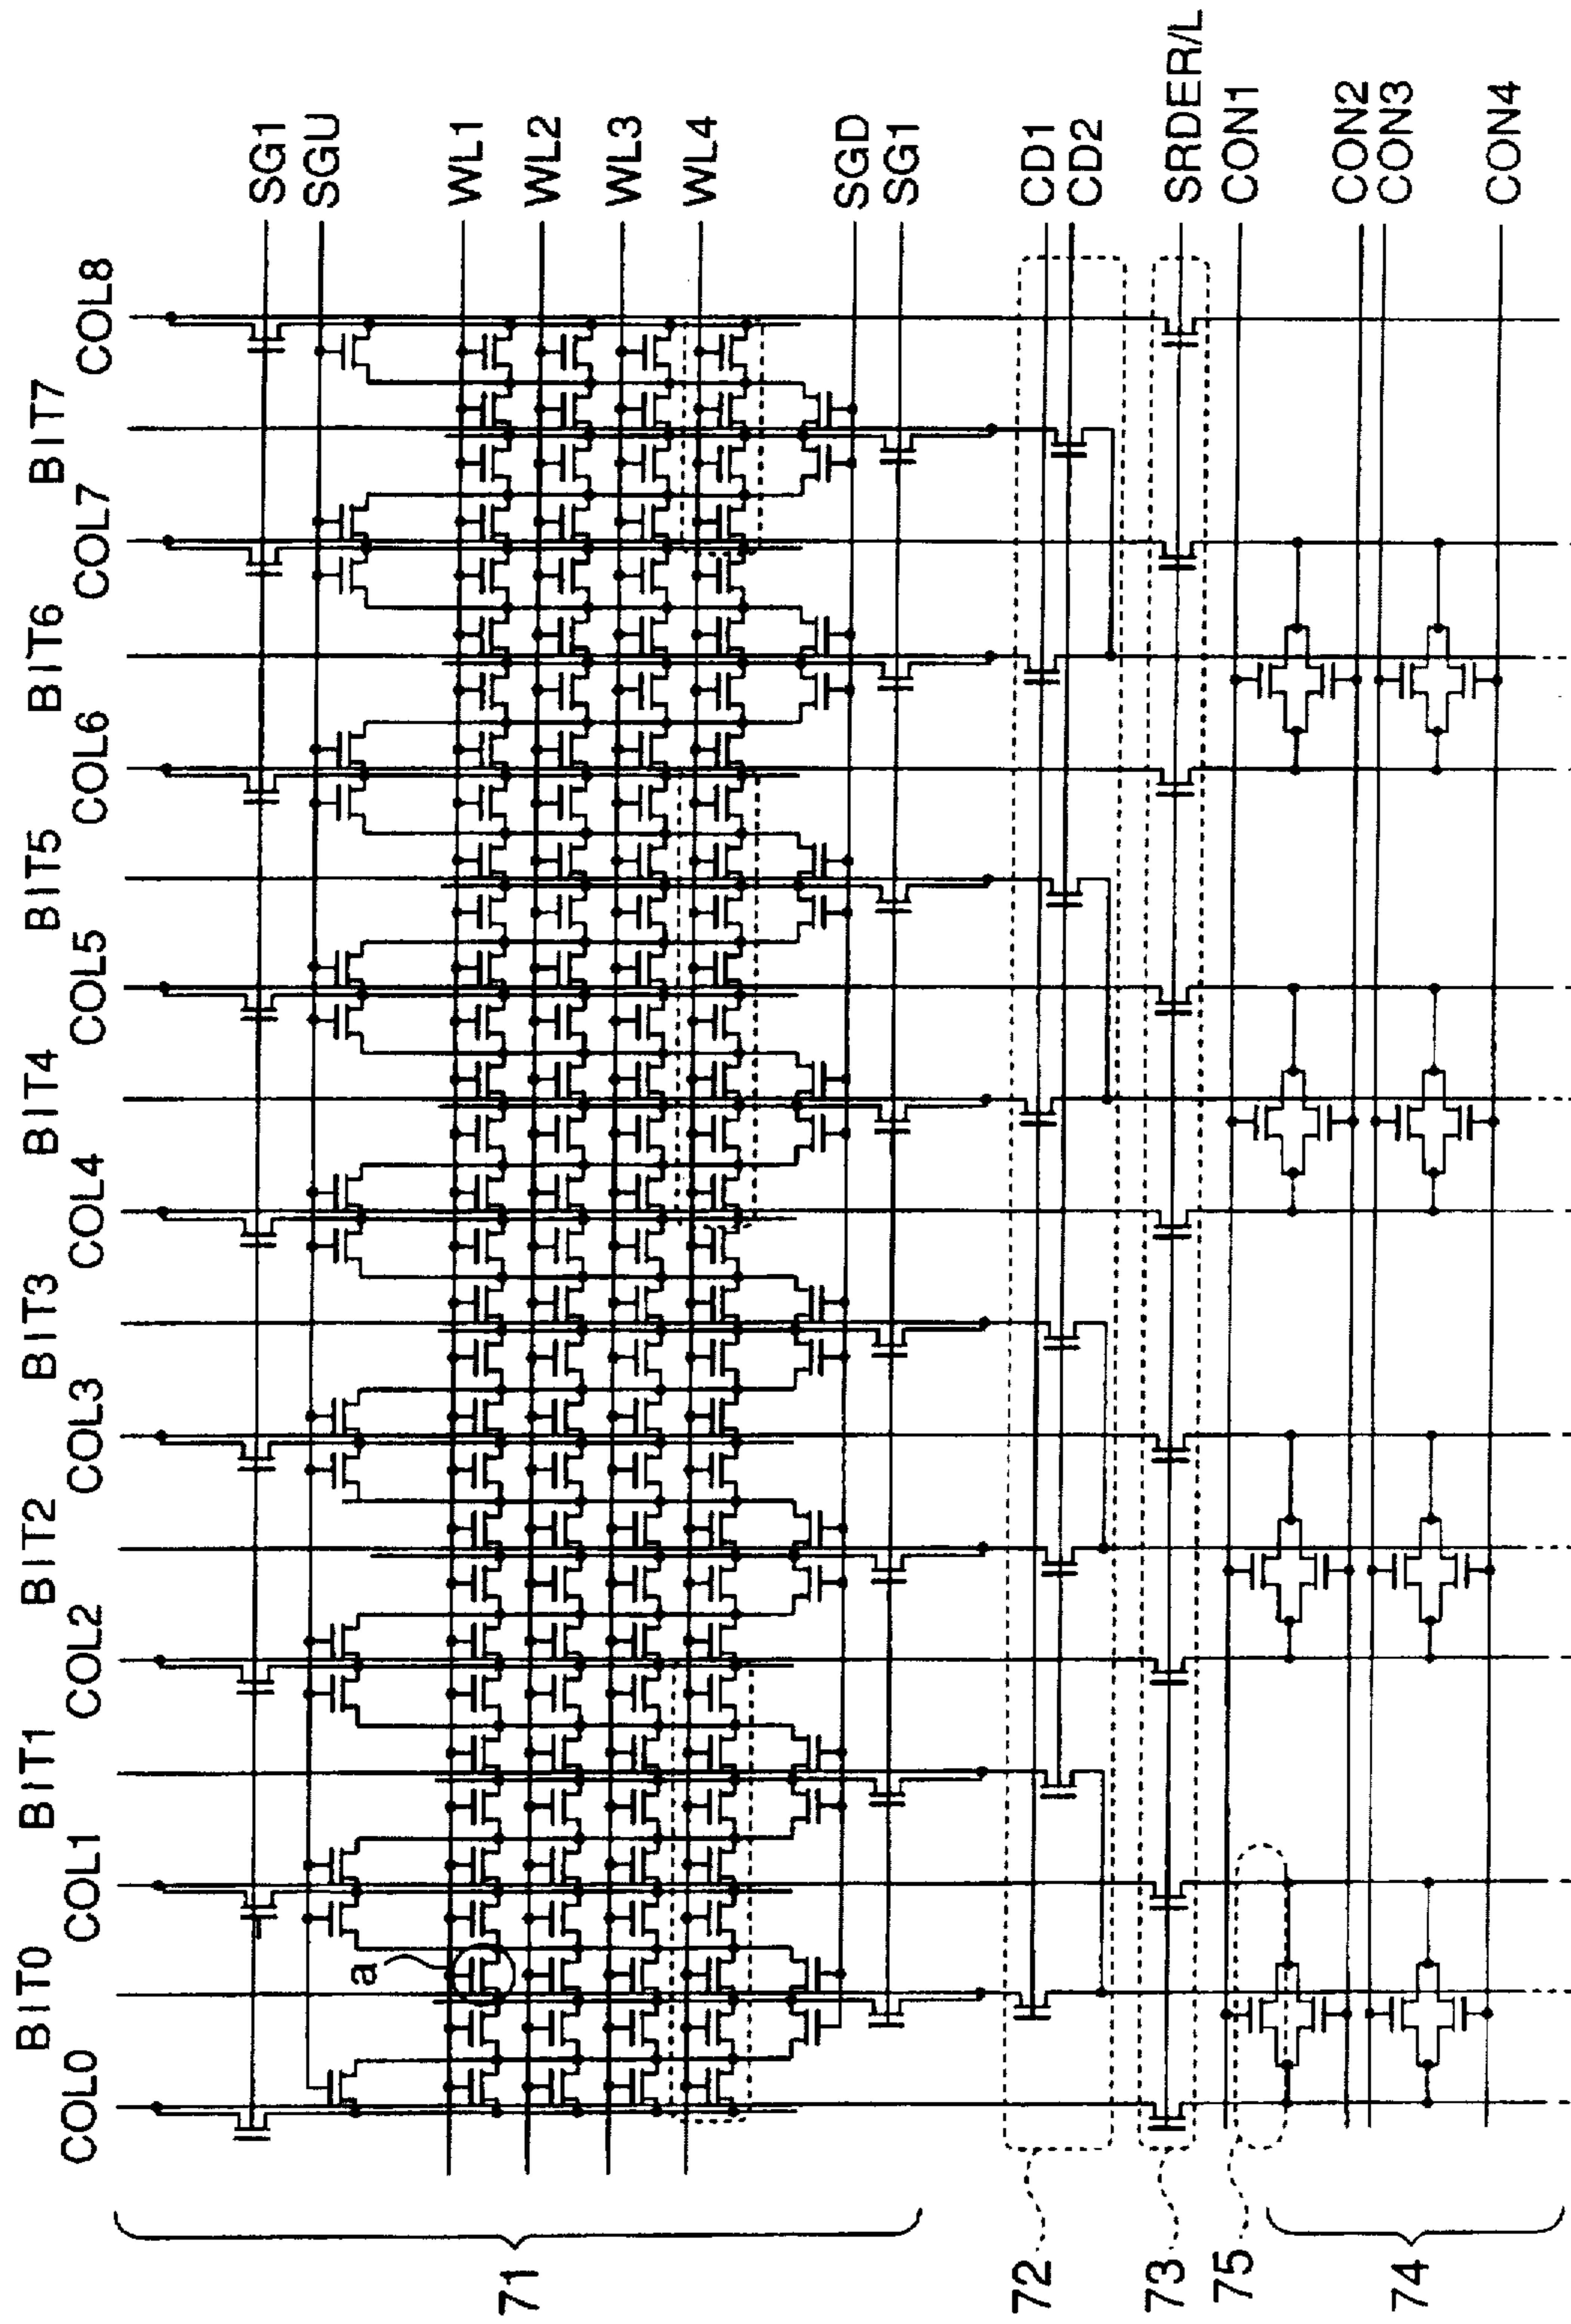 COL0
BIT0
COL1
BIT1
COL2
BIT2
COL3
BIT3
COL4
BIT4
COL5
BIT5
COL6
BIT6
COL7
BIT7
COL8
SG1
SGU
WL1
WL2
WL3
WL4
SGD
SG1
CD1
CD2
SRDER/L
CON1
CON2
CON3
CON4
a
71
72
73
75
74